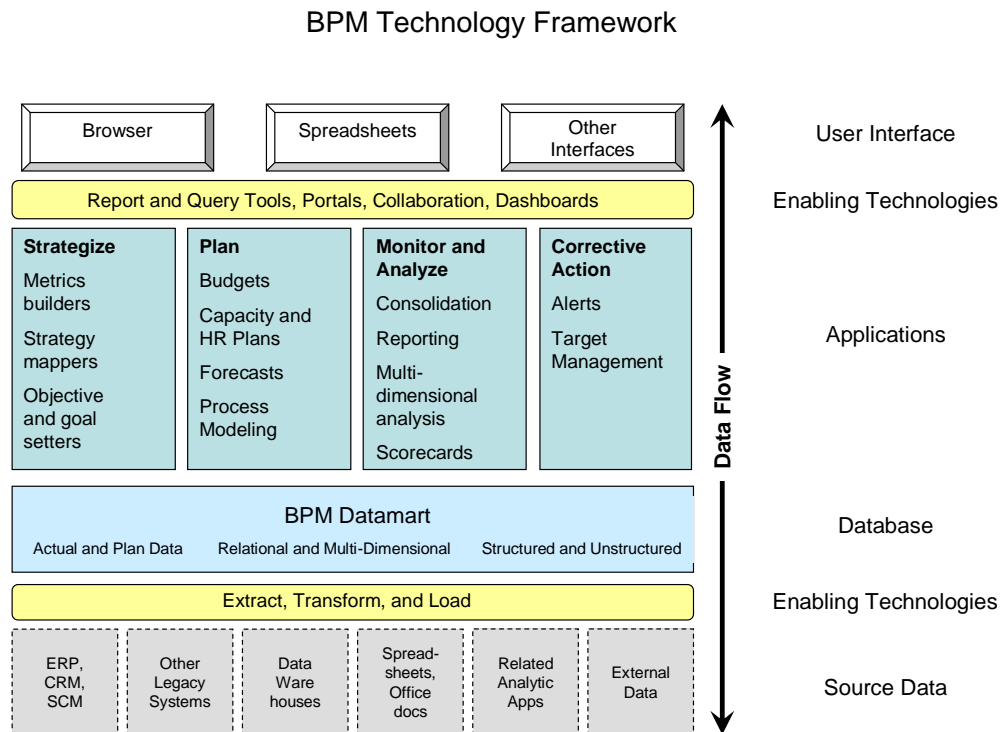 BPM Technology Framework
Browser
Spreadsheets
Other
Interfaces
User Interface
Report and Query Tools, Portals, Collaboration, Dashboards
Enabling Technologies
Strategize
Metrics
builders
Strategy
mappers
Objective
and goal
setters
Plan
Budgets
Capacity and
HR Plans
Forecasts
Process
Modeling
Monitor and
Analyze
Consolidation
Reporting
Multi-
dimensional
analysis
Scorecards
Corrective
Action
Alerts
Target
Management
Data Flow
Applications
BPM Datamart
Actual and Plan Data
Relational and Multi-Dimensional
Structured and Unstructured
Database
Extract, Transform, and Load
Enabling Technologies
ERP,
CRM,
SCM
Other
Legacy
Systems
Data
Ware
houses
Spread-
sheets,
Office
docs
Related
Analytic
Apps
External
Data
Source Data